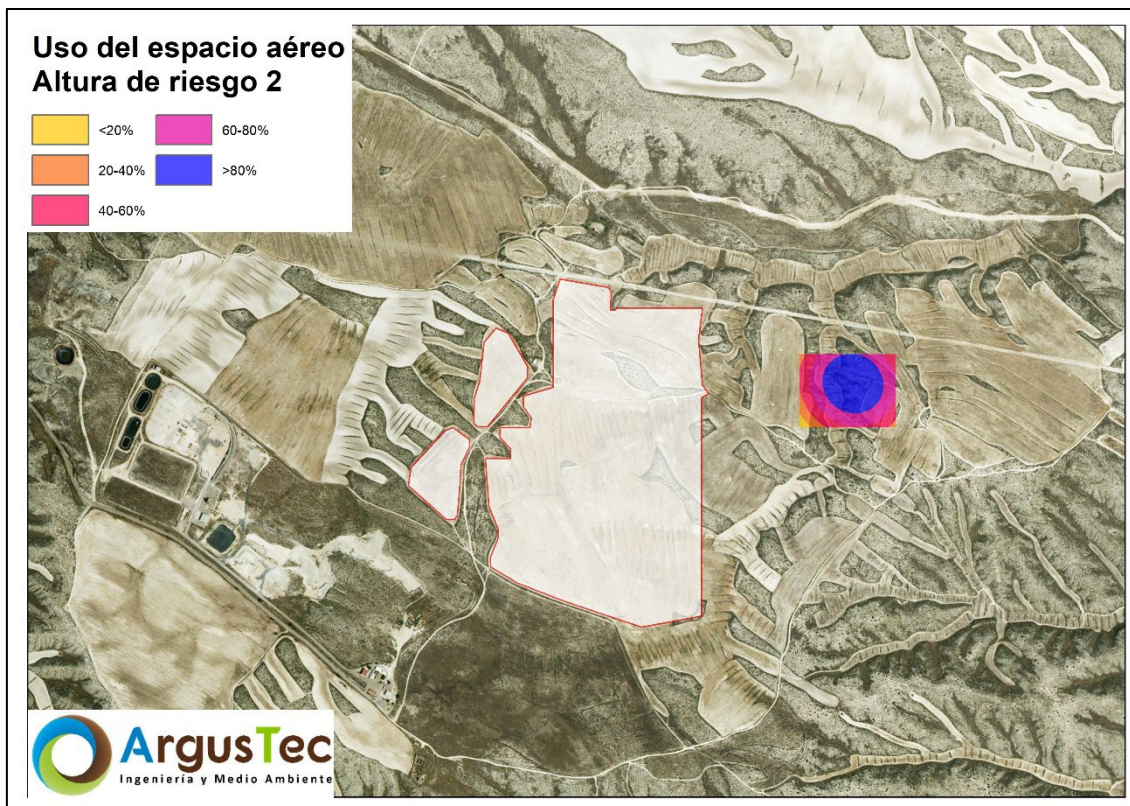 Uso del espacio aéreo
Altura de riesgo 2
<20%
60-80%
20-40%
>80%
40-60%
ArgusTec
Ingeniería y Medio Ambiente